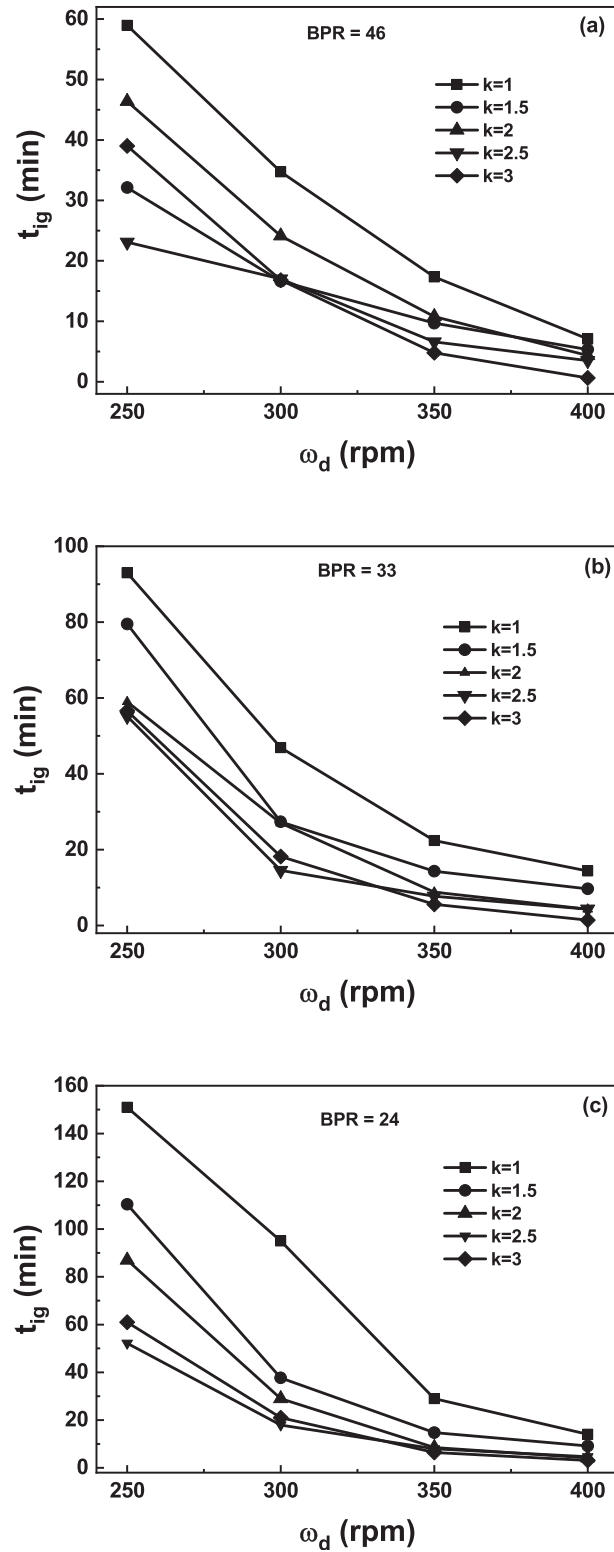 (a)
BPR = 46
k=1
k=1.5
k=2
k=2.5
k=3
60
50
40
30
20
10
0
t_ig (min)
250 300 350 400
ω_d (rpm)
(b)
BPR = 33
k=1
k=1.5
k=2
k=2.5
k=3
100
80
60
40
20
0
t_ig (min)
250 300 350 400
ω_d (rpm)
(c)
BPR = 24
k=1
k=1.5
k=2
k=2.5
k=3
160
140
120
100
80
60
40
20
0
t_ig (min)
250 300 350 400
ω_d (rpm)